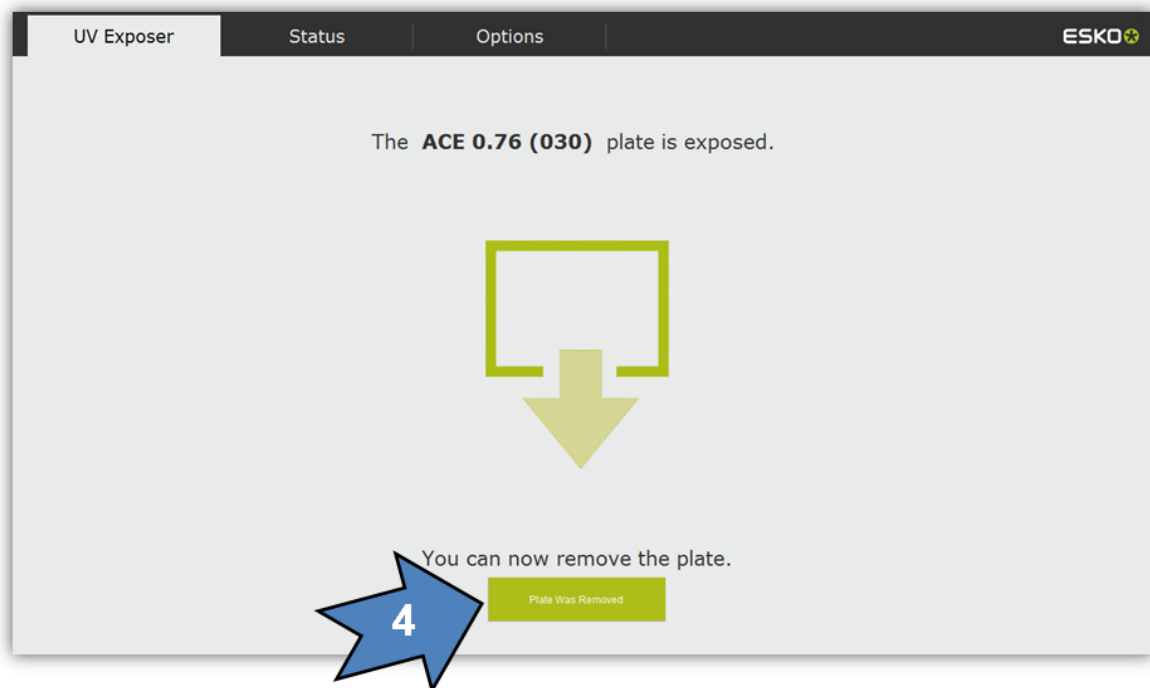 UV Exposer Status Options ESKO
The ACE 0.76 (030) plate is exposed.
You can now remove the plate.
Plate Was Removed
4